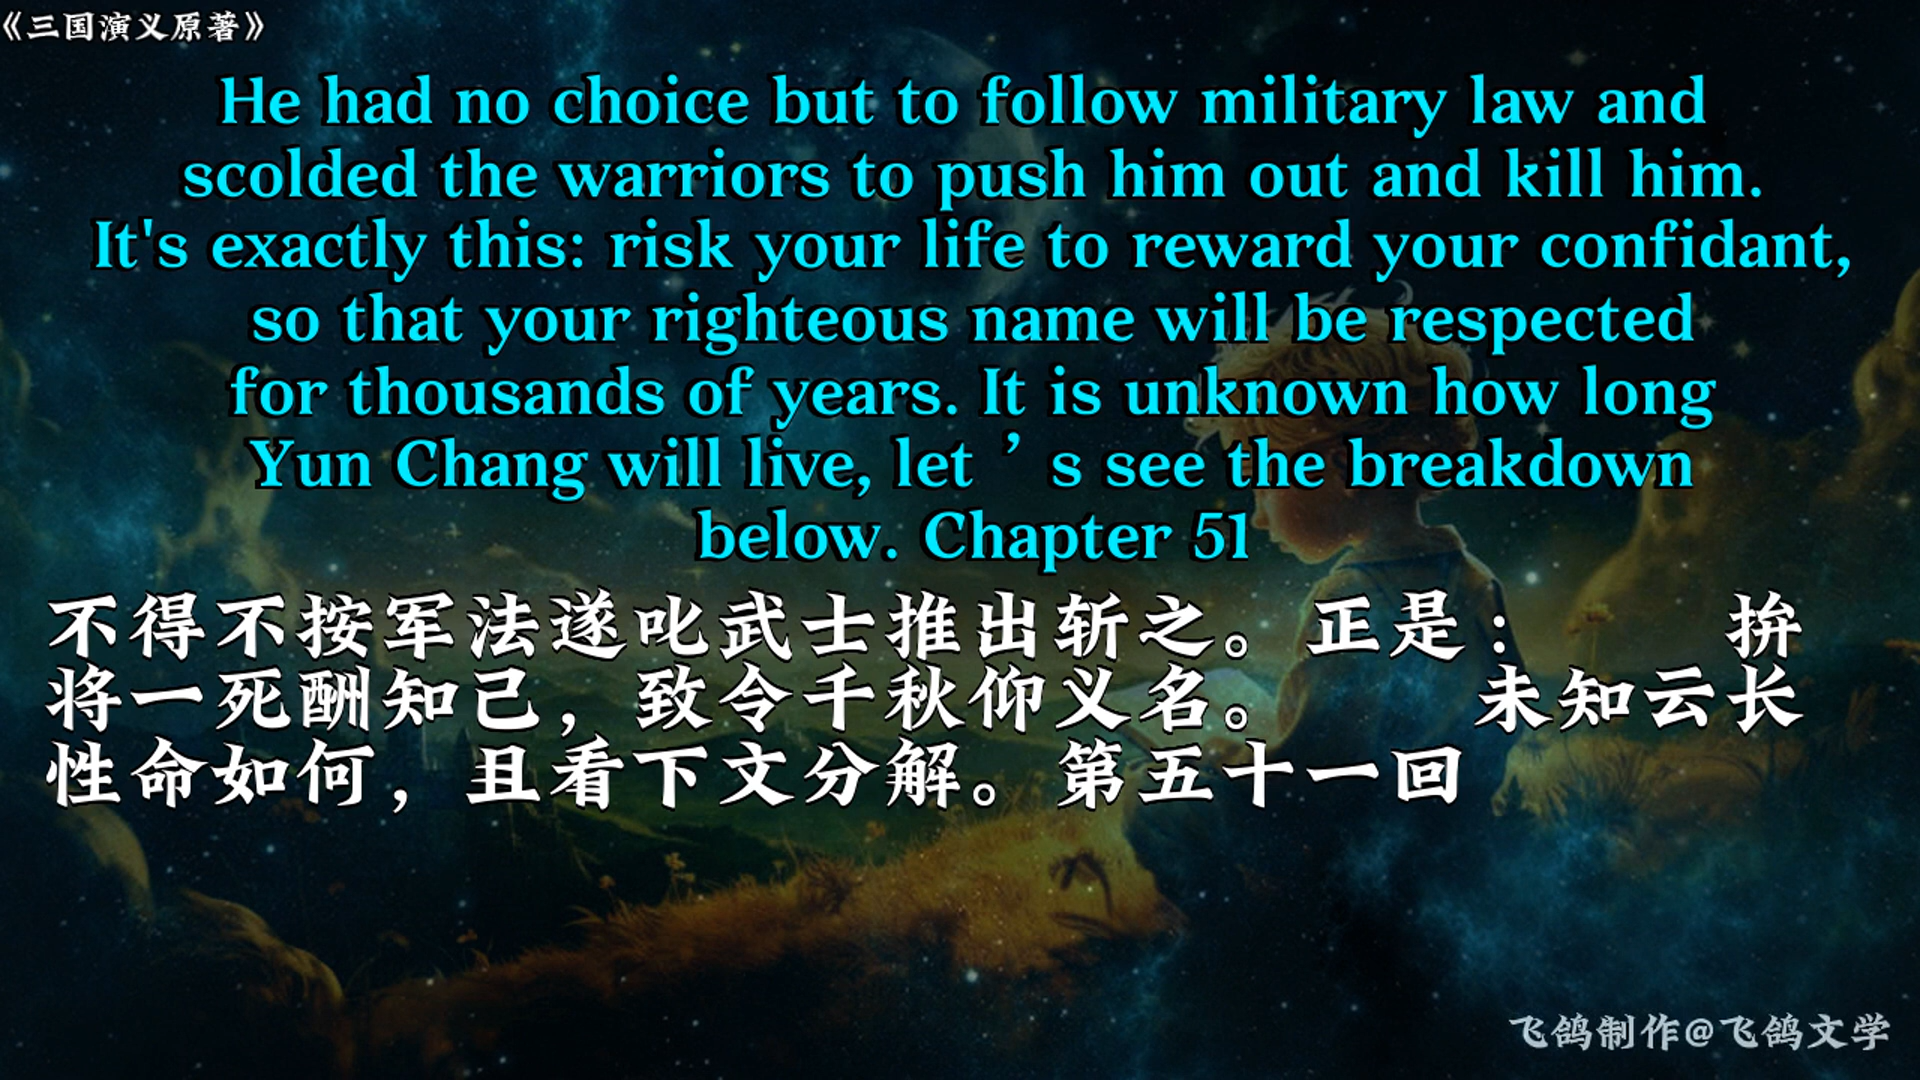 《三国演义原著》
He had no choice but to follow military law and
scolded the warriors to push him out and kill him.
It's exactly this: risk your life to reward your confidant,
so that your righteous name will be respected
for thousands of years. It is unknown how long
Yun Chang will live, let ’ s see the breakdown
below. Chapter 51
不得不按军法遂叱武士推出斩之。正是： 拚
将一死酬知己，致令千秋仰义名。 未知云长
性命如何，且看下文分解。第五十一回
飞鸽制作@飞鸽文学